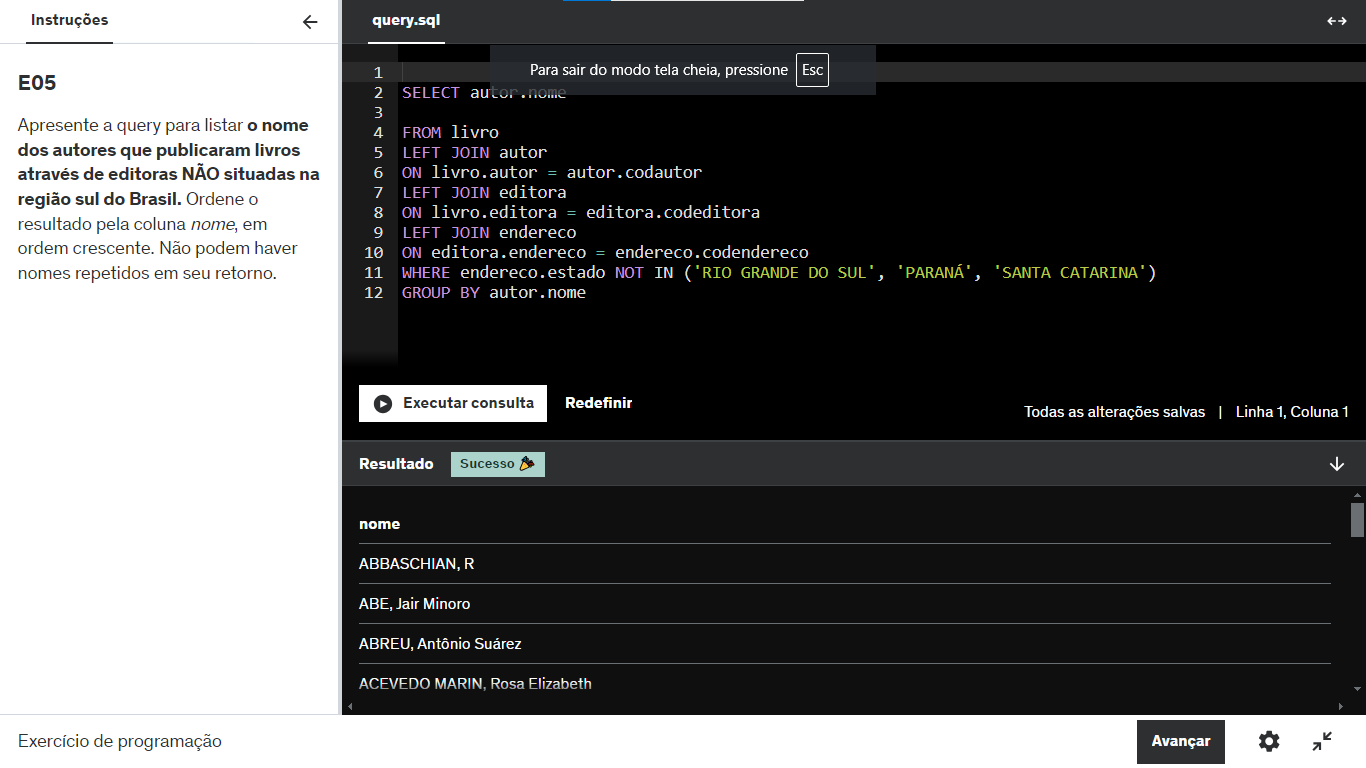 Instruções
E05
Apresente a query para listar o nome
dos autores que publicaram livros
através de editoras NÃO situadas na
região sul do Brasil. Ordene o
resultado pela coluna nome, em
ordem crescente. Não podem haver
nomes repetidos em seu retorno.
query.sql
Para sair do modo tela cheia, pressione Esc
1
2 SELECT autor.nome
3
4 FROM livro
5 LEFT JOIN autor
6 ON livro.autor = autor.codautor
7 LEFT JOIN editora
8 ON livro.editora = editora.codeditora
9 LEFT JOIN endereco
10 ON editora.endereco = endereco.codendereco
11 WHERE endereco.estado NOT IN ('RIO GRANDE DO SUL', 'PARANÁ', 'SANTA CATARINA')
12 GROUP BY autor.nome
Executar consulta Redefinir
Todas as alterações salvas | Linha 1, Coluna 1
Resultado Sucesso
nome
ABBASCHIAN, R
ABE, Jair Minoro
ABREU, Antônio Suárez
ACEVEDO MARIN, Rosa Elizabeth
Exercício de programação
Avançar